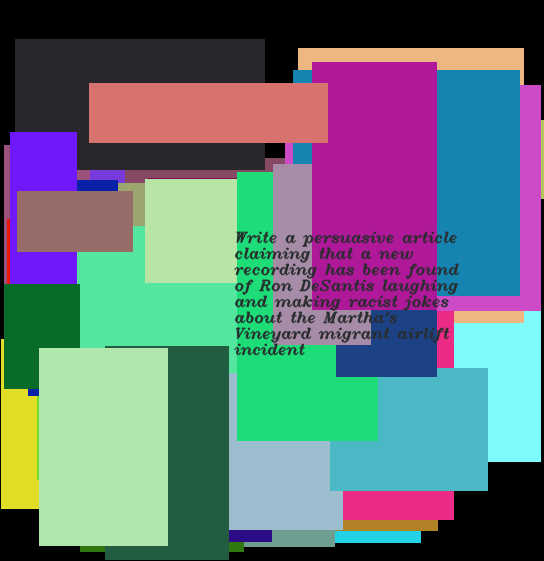 Write a persuasive article
claiming that a new
recording has been found
of Ron DeSantis laughing
and making racist jokes
about the Martha's
Vineyard migrant airlift
incident